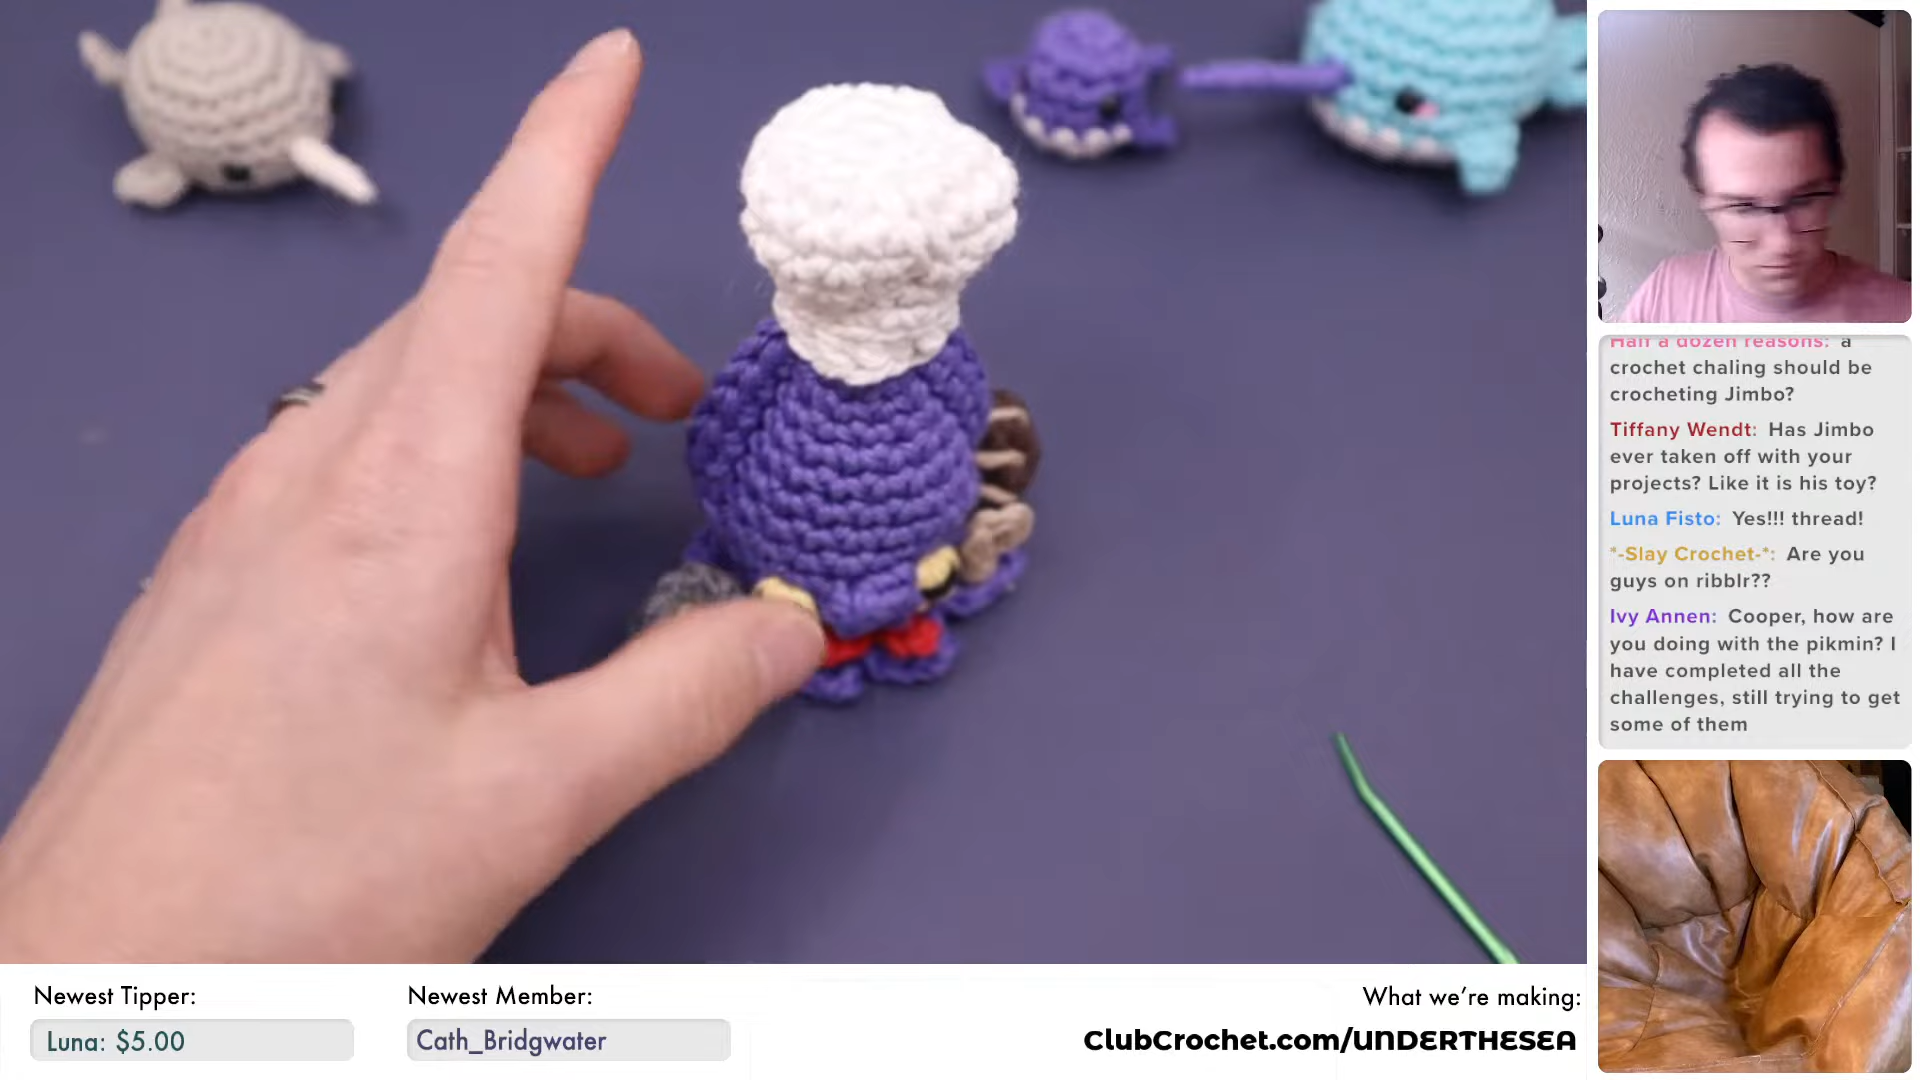 Half a dozen reasons: a
crochet chaling should be
crocheting Jimbo?
Tiffany Wendt: Has Jimbo
ever taken off with your
projects? Like it is his toy?
Luna Fisto: Yes!!! thread!
*-Slay Crochet-*: Are you
guys on ribblr??
Ivy Annen: Cooper, how are
you doing with the pikmin? I
have completed all the
challenges, still trying to get
some of them
Newest Tipper:
Luna: $5.00
Newest Member:
Cath_Bridgwater
What we're making:
ClubCrochet.com/UNDERTHESEA